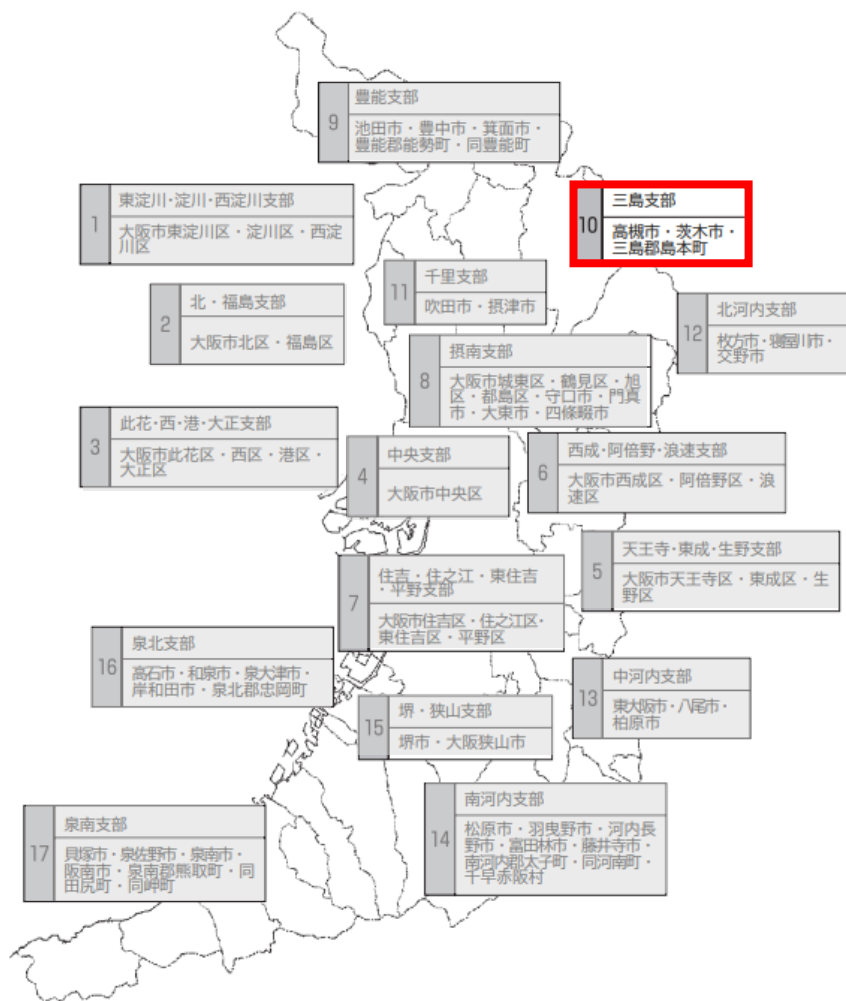 9
豊能支部
池田市・豊中市・箕面市・
豊能郡能勢町・同豊能町
1
東淀川・淀川・西淀川支部
大阪市東淀川区・淀川区・西淀
川区
10
三島支部
高槻市・茨木市・
三島郡島本町
11
千里支部
吹田市・摂津市
2
北・福島支部
大阪市北区・福島区
12
北河内支部
枚方市・寝屋川市・
交野市
8
摂南支部
大阪市城東区・鶴見区・旭
区・都島区・守口市・門真
市・大東市・四條畷市
3
此花・西・港・大正支部
大阪市此花区・西区・港区・
大正区
4
中央支部
大阪市中央区
6
西成・阿倍野・浪速支部
大阪市西成区・阿倍野区・浪
速区
5
天王寺・東成・生野支部
大阪市天王寺区・東成区・生
野区
7
住吉・住之江・東住吉
・平野支部
大阪市住吉区・住之江区・
東住吉区・平野区
16
泉北支部
高石市・和泉市・泉大津市・
岸和田市・泉北郡忠岡町
13
中河内支部
東大阪市・八尾市・
柏原市
15
堺・狭山支部
堺市・大阪狭山市
14
南河内支部
松原市・羽曳野市・河内長
野市・富田林市・藤井寺市・
南河内郡太子町・同河南町・
千早赤阪村
17
泉南支部
貝塚市・泉佐野市・泉南市・
阪南市・泉南郡熊取町・同
田尻町・同岬町